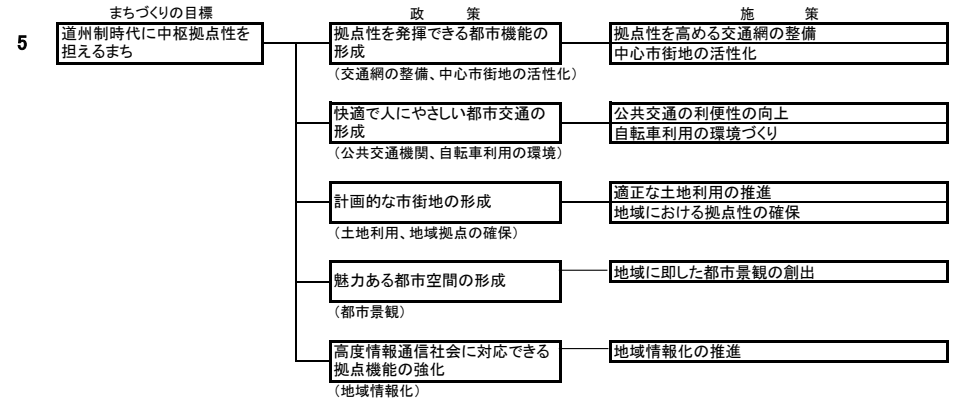 まちづくりの目標 政 策 施 策
5
道州制時代に中枢拠点性を
担えるまち
拠点性を発揮できる都市機能の
形成
(交通網の整備、中心市街地の活性化)
拠点性を高める交通網の整備
中心市街地の活性化
快適で人にやさしい都市交通の
形成
(公共交通機関、自転車利用の環境)
公共交通の利便性の向上
自転車利用の環境づくり
計画的な市街地の形成
(土地利用、地域拠点の確保)
適正な土地利用の推進
地域における拠点性の確保
魅力ある都市空間の形成
(都市景観)
地域に即した都市景観の創出
高度情報通信社会に対応できる
拠点機能の強化
(地域情報化)
地域情報化の推進